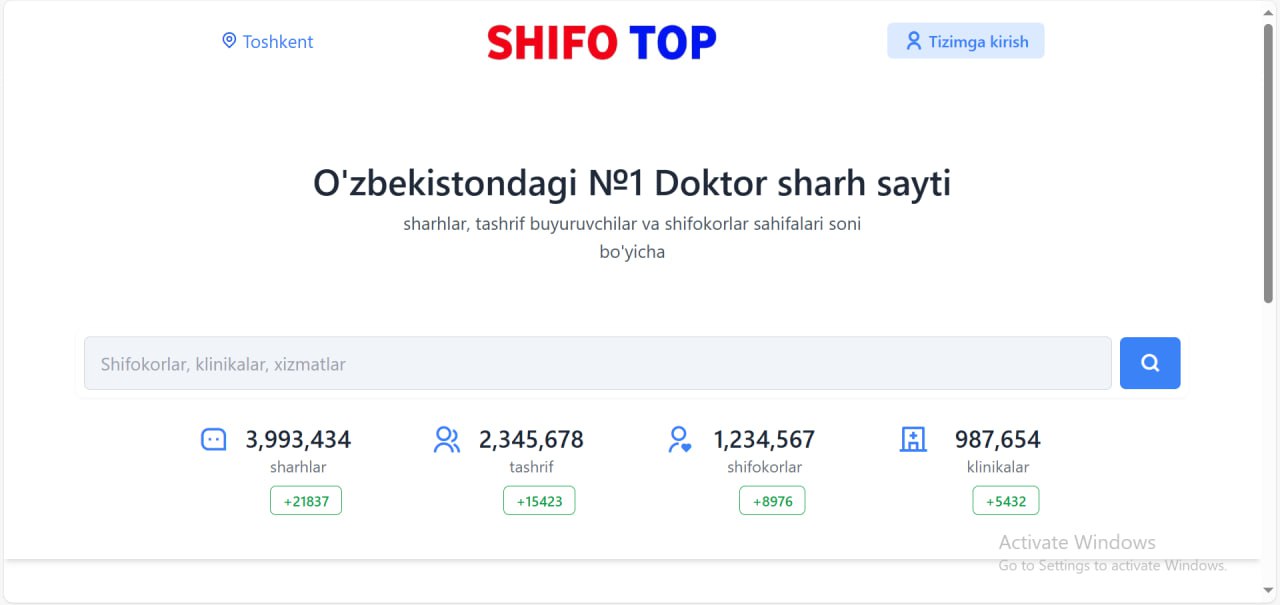 Toshkent
SHIFO TOP
Tizimga kirish
O'zbekistondagi №1 Doktor sharh sayti
sharhlar, tashrif buyuruvchilar va shifokorlar sahifalari soni
bo'yicha
Shifokorlar, klinikalar, xizmatlar
3,993,434
sharhlar
+21837
2,345,678
tashrif
+15423
1,234,567
shifokorlar
+8976
987,654
klinikalar
+5432
Activate Windows
Go to Settings to activate Windows.